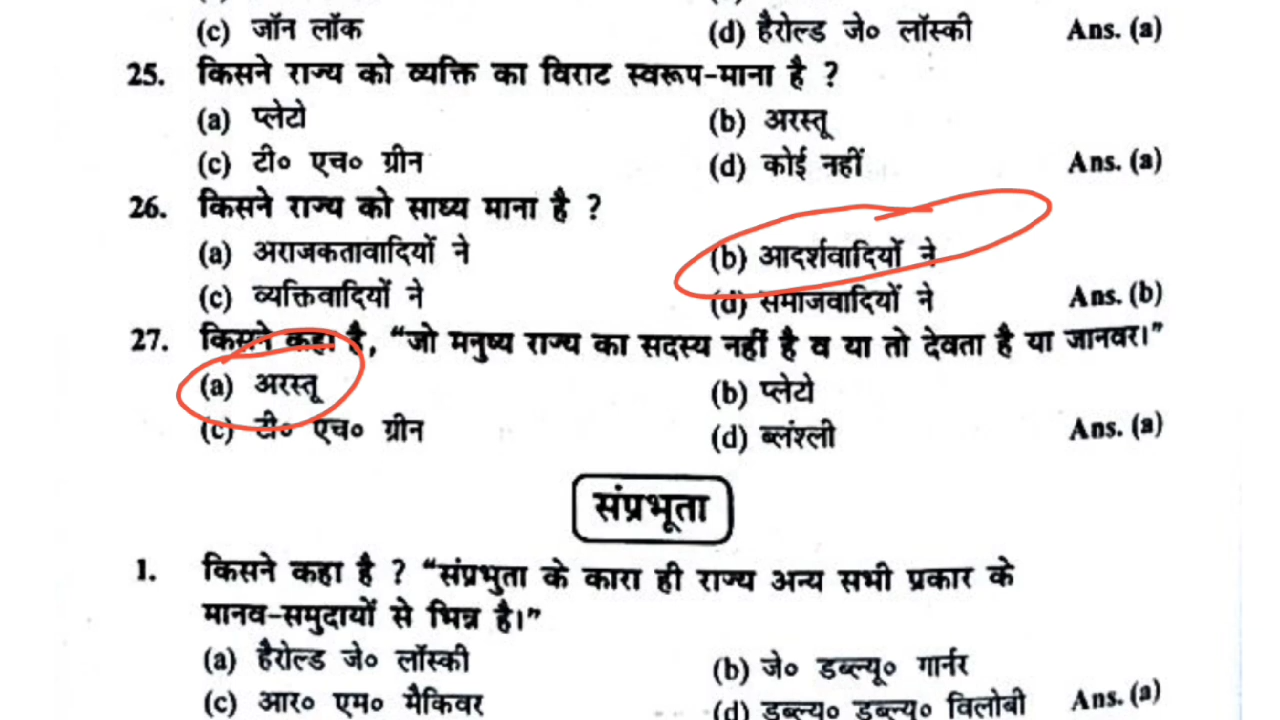 (c) जॉन लॉक (d) हैरोल्ड जे० लॉस्की Ans. (a)
25. किसने राज्य को व्यक्ति का विराट स्वरूप-माना है ?
(a) प्लेटो (b) अरस्तू
(c) टी० एच० ग्रीन (d) कोई नहीं Ans. (a)
26. किसने राज्य को साध्य माना है ?
(a) अराजकतावादियों ने (b) आदर्शवादियों ने
(c) व्यक्तिवादियों ने (d) समाजवादियों ने Ans. (b)
27. किसने कहा है, “जो मनुष्य राज्य का सदस्य नहीं है व या तो देवता है या जानवर।”
(a) अरस्तू (b) प्लेटो
(c) टी० एच० ग्रीन (d) ब्लंश्ली Ans. (a)
संप्रभूता
1. किसने कहा है ? “संप्रभुता के कारा ही राज्य अन्य सभी प्रकार के
मानव-समुदायों से भिन्न है।”
(a) हैरोल्ड जे० लॉस्की (b) जे० डब्ल्यू० गार्नर
(c) आर० एम० मैकिवर (d) डब्ल्यू० डब्ल्यू० विलोबी Ans. (a)